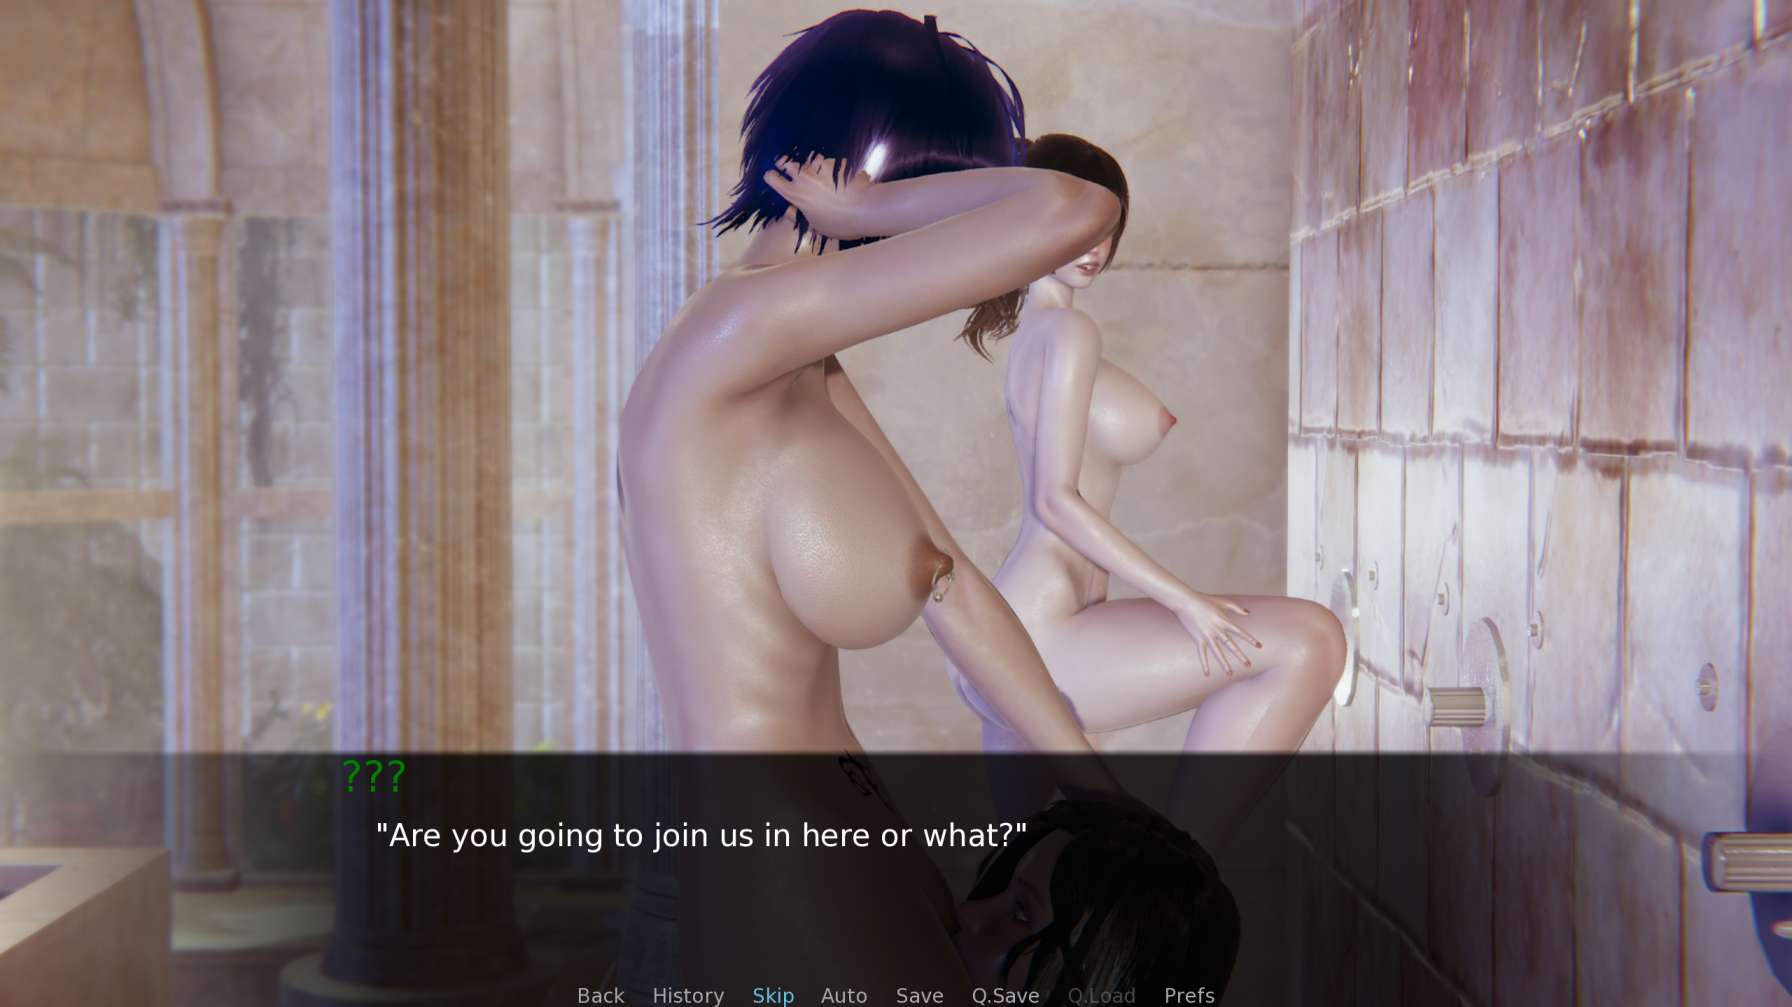 ???
"Are you going to join us in here or what?"
Back History Skip Auto Save Q.Save Q.Load Prefs